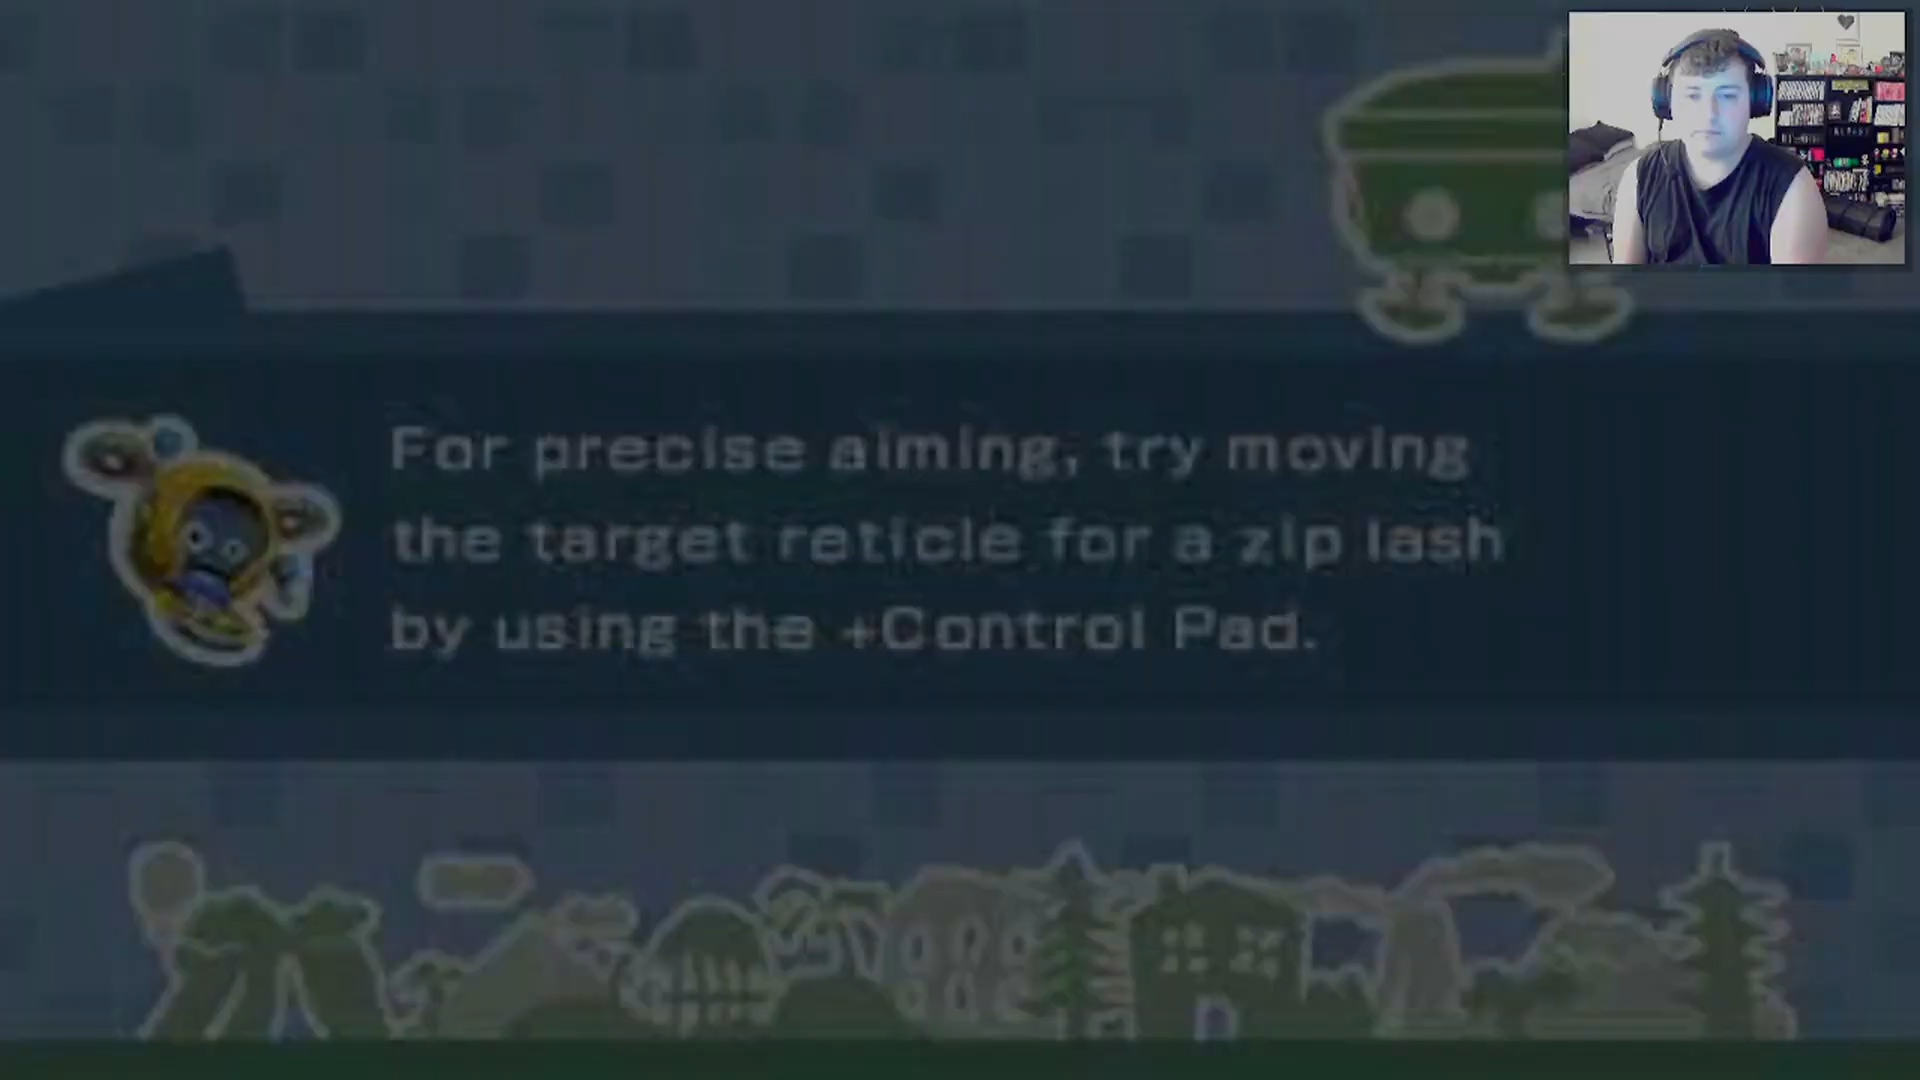 For precise aiming, try moving
the target reticle for a zip lash
by using the +Control Pad.